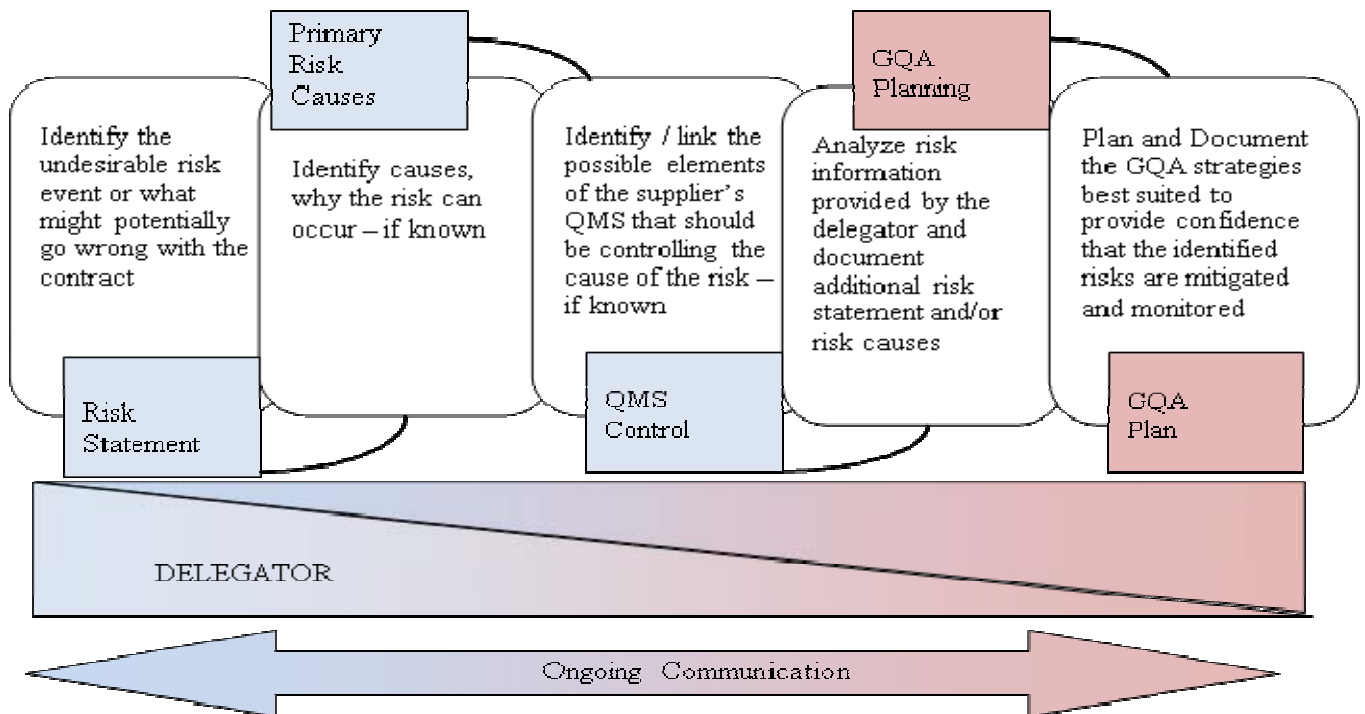 Primary
Risk
Causes
GQA
Planning
Identify the
undesirable risk
event or what
might potentially
go wrong with the
contract
Identify causes,
why the risk can
occur – if known
Identify / link the
possible elements
of the supplier's
QMS that should
be controlling the
cause of the risk –
if known
Analyze risk
information
provided by the
delegator and
document
additional risk
statement and/or
risk causes
Plan and Document
the GQA strategies
best suited to
provide confidence
that the identified
risks are mitigated
and monitored
Risk
Statement
QMS
Control
GQA
Plan
DELEGATOR
Ongoing Communication